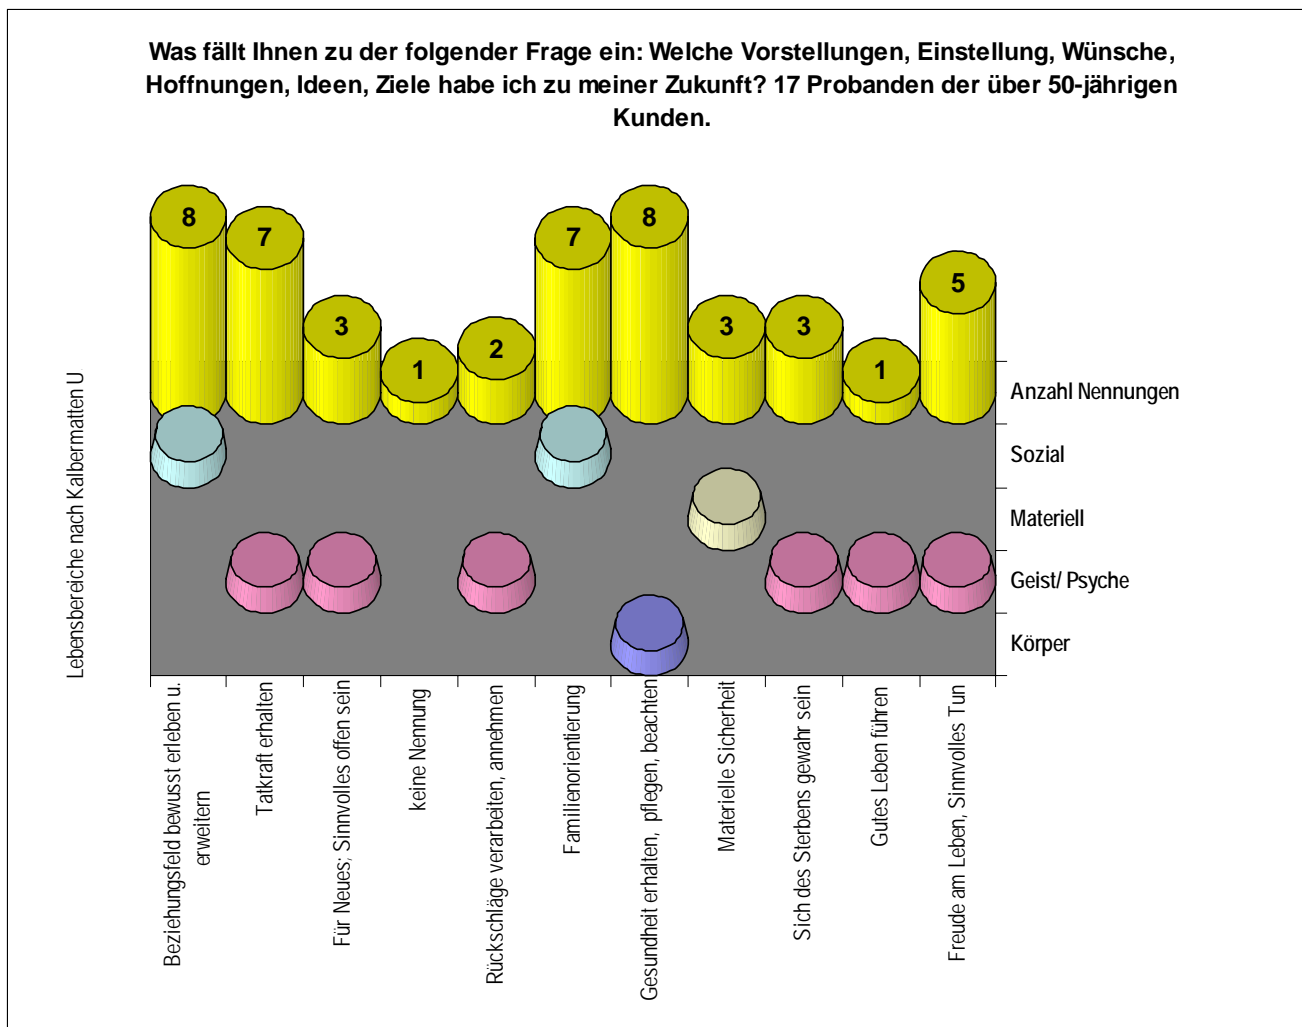 Was fällt Ihnen zu der folgender Frage ein: Welche Vorstellungen, Einstellung, Wünsche,
Hoffnungen, Ideen, Ziele habe ich zu meiner Zukunft? 17 Probanden der über 50-jährigen
Kunden.
8
7
3
1
2
7
8
3
3
1
5
Anzahl Nennungen
Sozial
Materiell
Geist/ Psyche
Körper
Lebensbereiche nach Kalbermatten U
Beziehungsfeld bewusst erleben u.
erweitern
Tatkraft erhalten
Für Neues; Sinnvolles offen sein
keine Nennung
Rückschläge verarbeiten, annehmen
Familienorientierung
Gesundheit erhalten, pflegen, beachten
Materielle Sicherheit
Sich des Sterbens gewahr sein
Gutes Leben führen
Freude am Leben, Sinnvolles Tun